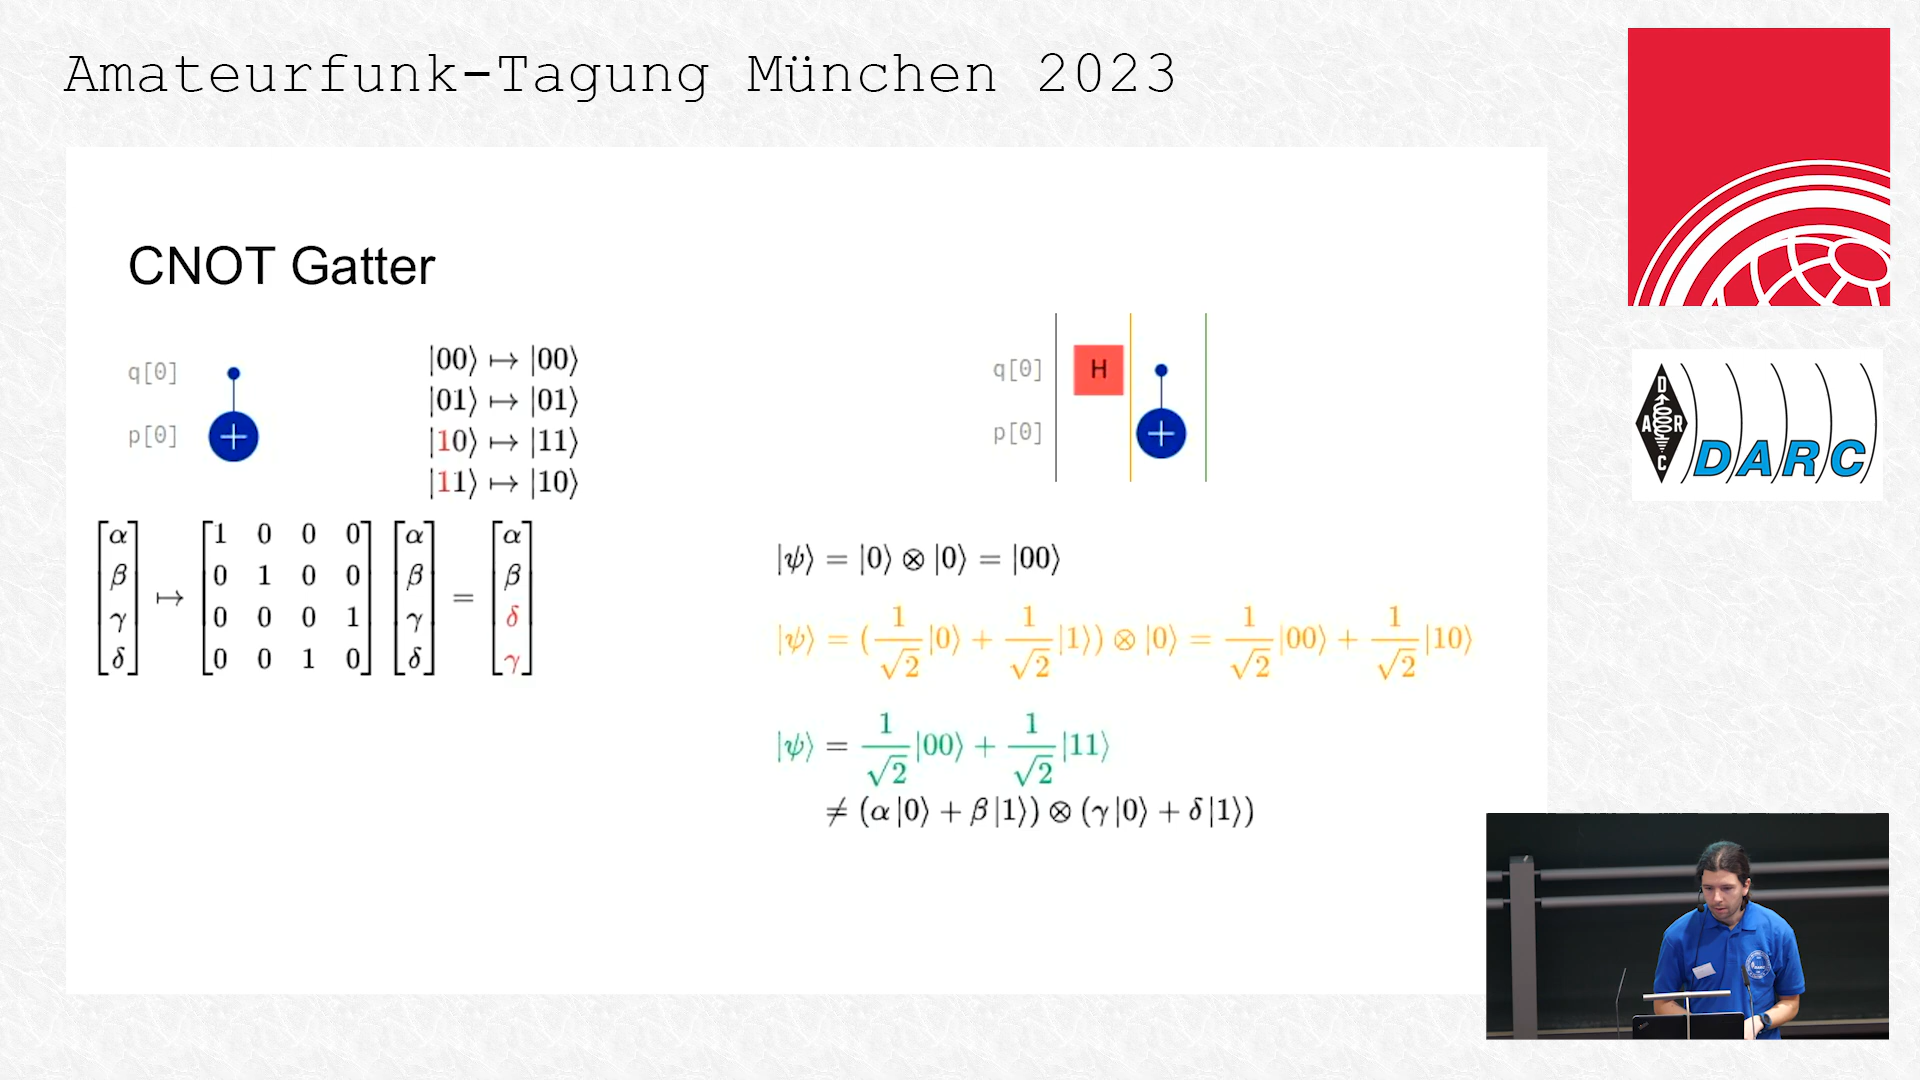 Amateurfunk-Tagung München 2023
CNOT Gatter
q[0]
p[0]
|00⟩ ↦ |00⟩
|01⟩ ↦ |01⟩
|10⟩ ↦ |11⟩
|11⟩ ↦ |10⟩
[α β γ δ] ↦ [1 0 0 0; 0 1 0 0; 0 0 0 1; 0 0 1 0] [α β γ δ] = [α β δ γ]
q[0] H
p[0]
|ψ⟩ = |0⟩ ⊗ |0⟩ = |00⟩
|ψ⟩ = (1/√2|0⟩ + 1/√2|1⟩) ⊗ |0⟩ = 1/√2|00⟩ + 1/√2|10⟩
|ψ⟩ = 1/√2|00⟩ + 1/√2|11⟩
≠ (α|0⟩ + β|1⟩) ⊗ (γ|0⟩ + δ|1⟩)
D
A R
C
DARC